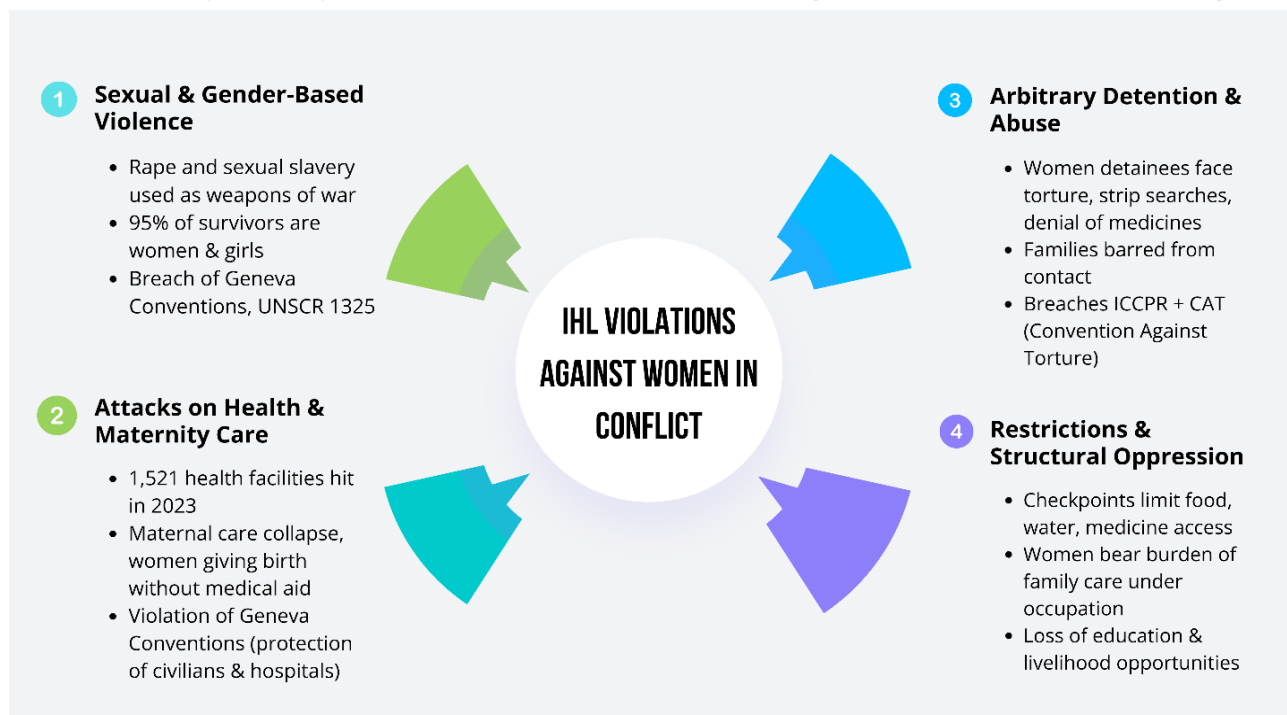 1
Sexual & Gender-Based
Violence
• Rape and sexual slavery
used as weapons of war
• 95% of survivors are
women & girls
• Breach of Geneva
Conventions, UNSCR 1325
2
Attacks on Health &
Maternity Care
• 1,521 health facilities hit
in 2023
• Maternal care collapse,
women giving birth
without medical aid
• Violation of Geneva
Conventions (protection
of civilians & hospitals)
IHL VIOLATIONS
AGAINST WOMEN IN
CONFLICT
3
Arbitrary Detention &
Abuse
• Women detainees face
torture, strip searches,
denial of medicines
• Families barred from
contact
• Breaches ICCPR + CAT
(Convention Against
Torture)
4
Restrictions &
Structural Oppression
• Checkpoints limit food,
water, medicine access
• Women bear burden of
family care under
occupation
• Loss of education &
livelihood opportunities